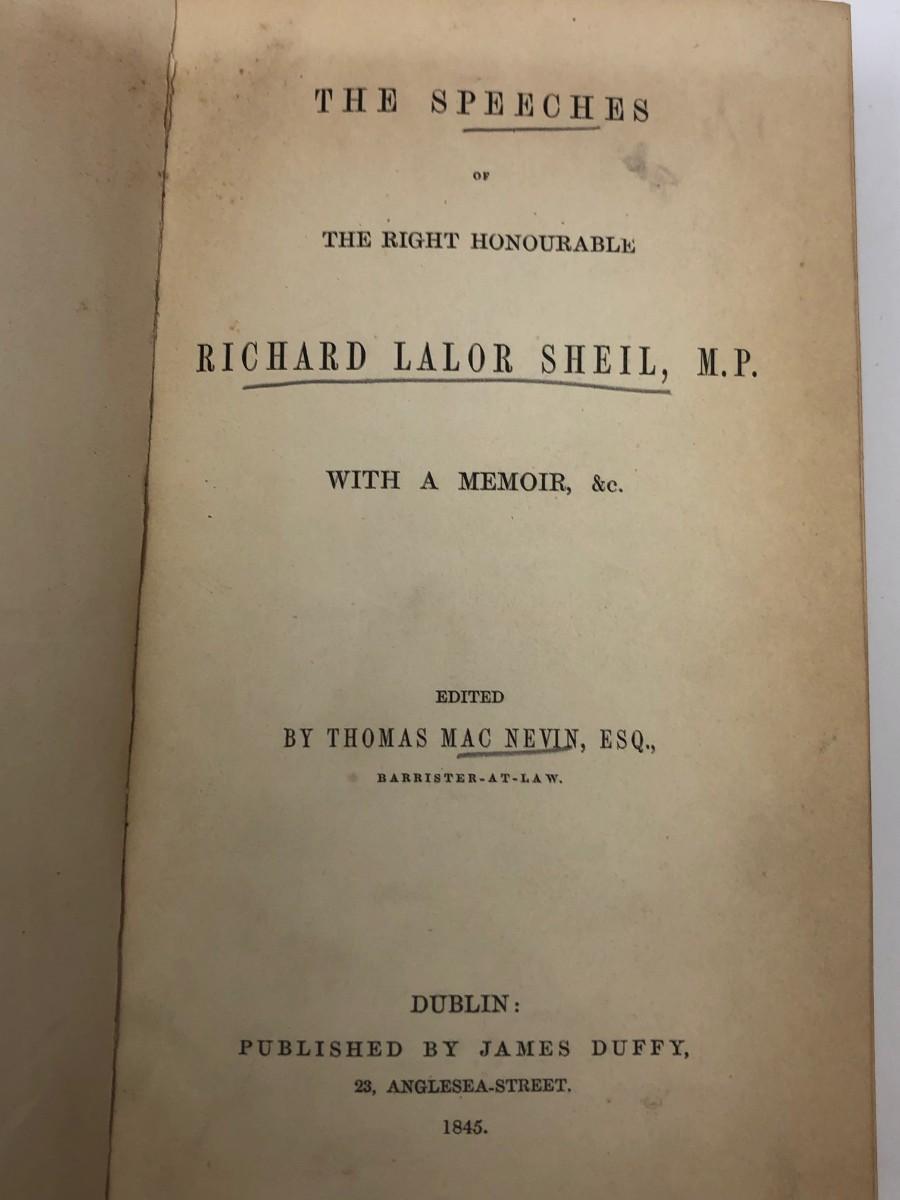 THE SPEECHES
OF
THE RIGHT HONOURABLE
RICHARD LALOR SHEIL, M.P.
WITH A MEMOIR, &c.
EDITED
BY THOMAS MAC NEVIN, ESQ.,
BARRISTER-AT-LAW.
DUBLIN:
PUBLISHED BY JAMES DUFFY,
23, ANGLESEA-STREET.
1845.